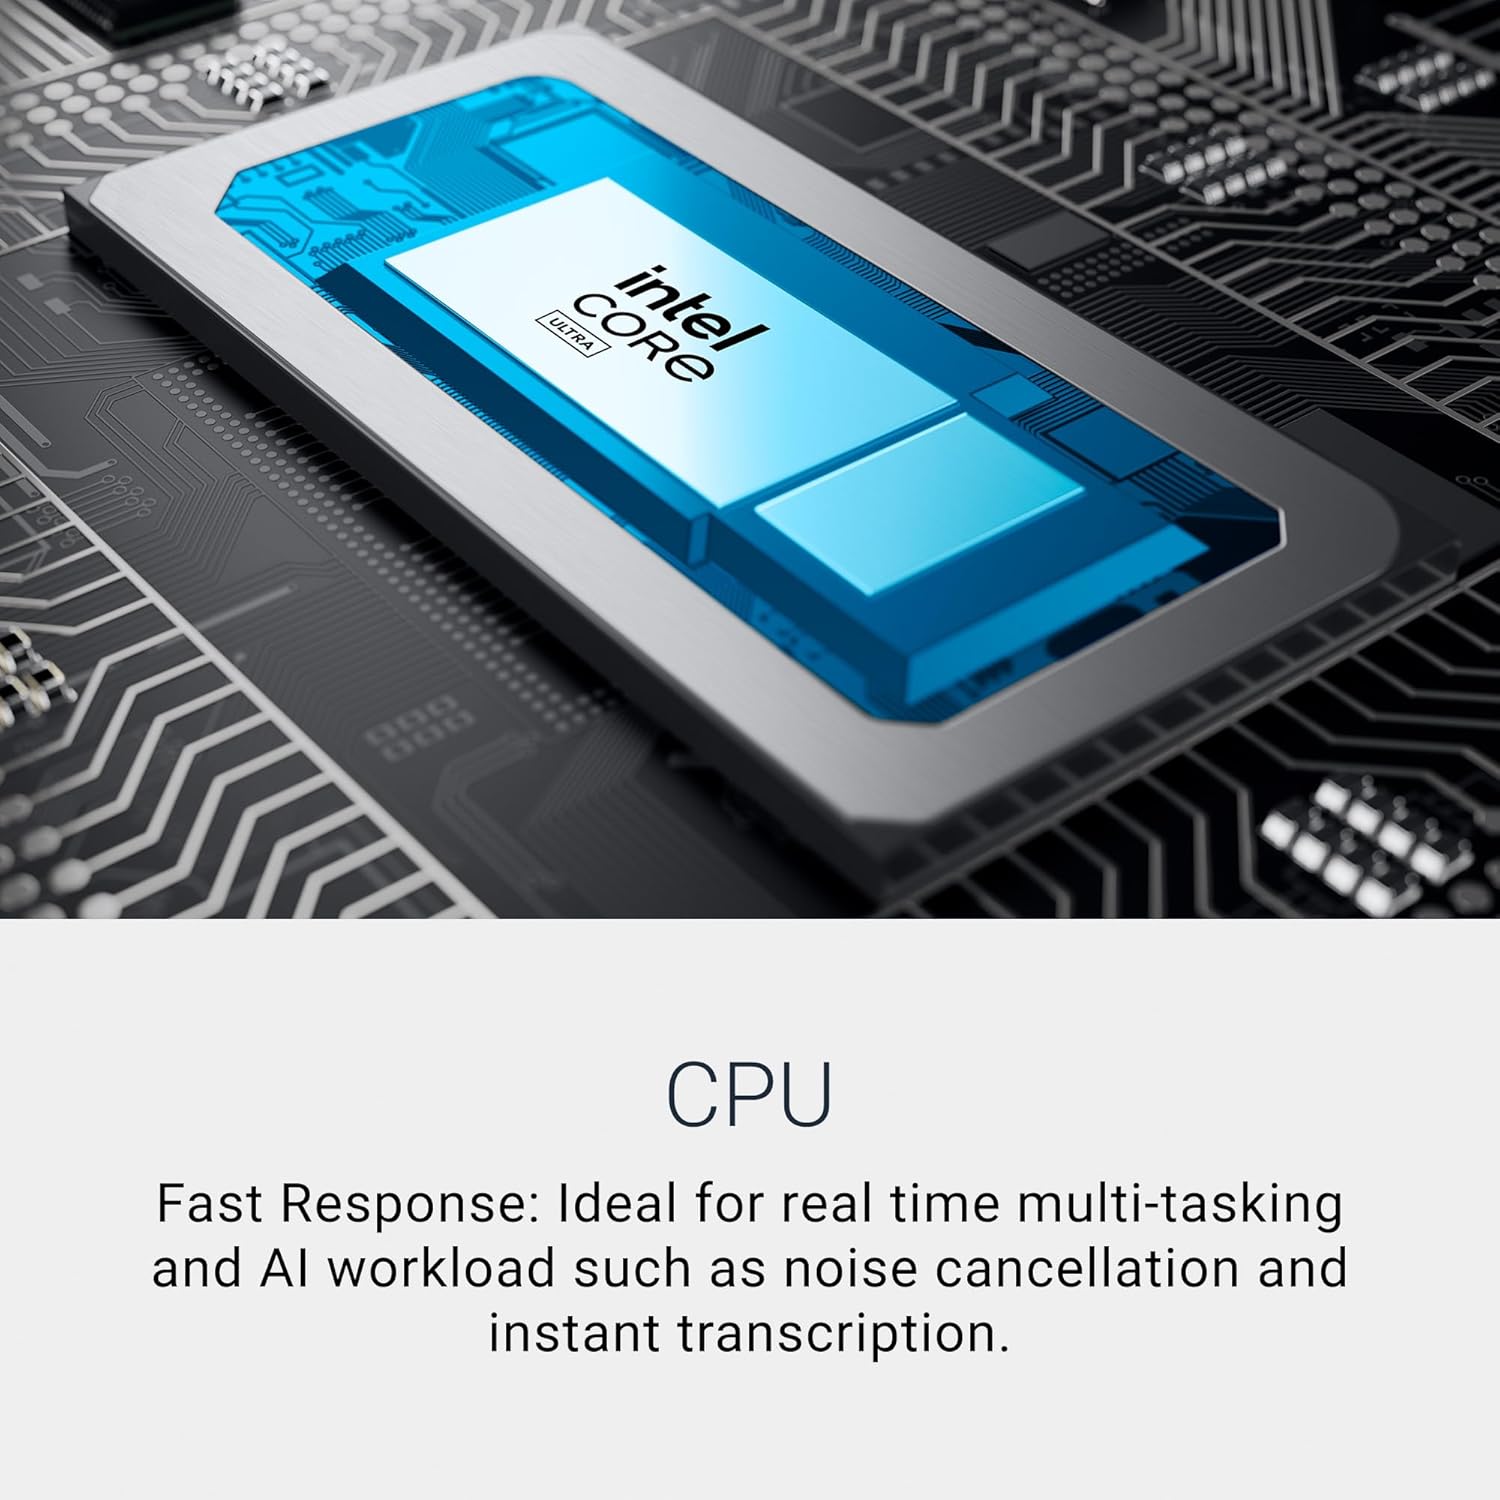 intel
CORE
ULTRA
CPU
Fast Response: Ideal for real time multi-tasking
and AI workload such as noise cancellation and
instant transcription.